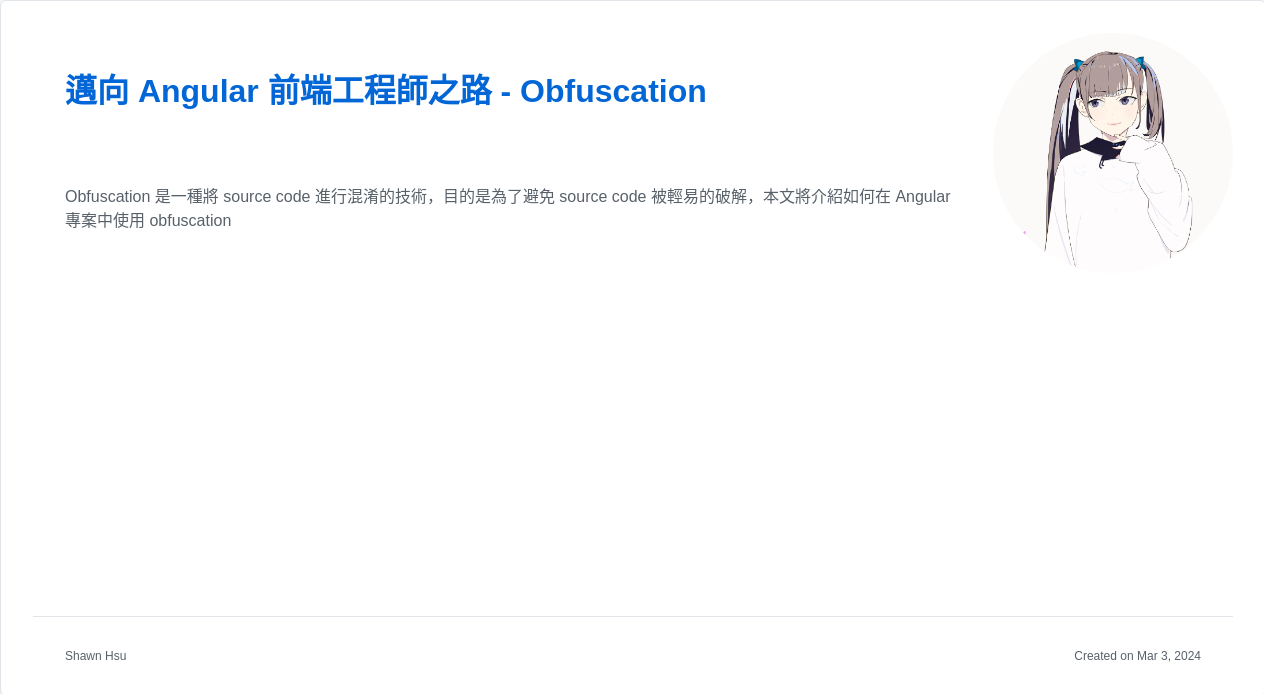 邁向 Angular 前端工程師之路 - Obfuscation
Obfuscation 是一種將 source code 進行混淆的技術，目的是為了避免 source code 被輕易的破解，本文將介紹如何在 Angular
專案中使用 obfuscation
Shawn Hsu
Created on Mar 3, 2024